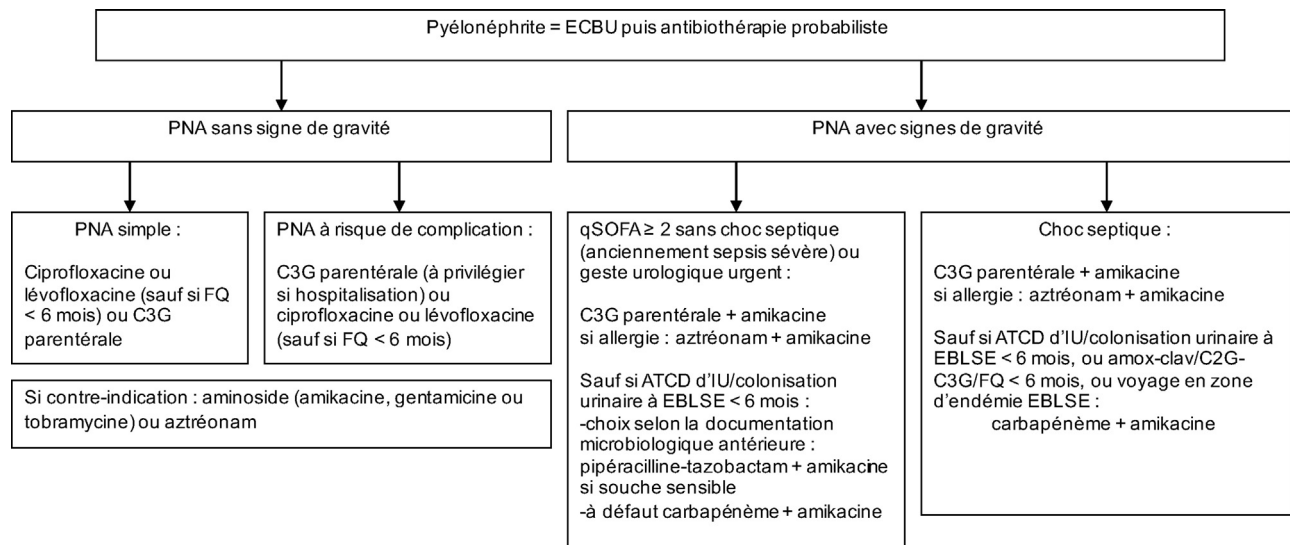 Pyélonéphrite = ECBU puis antibiothérapie probabiliste
PNA sans signe de gravité
PNA avec signes de gravité
PNA simple :
Ciprofloxacine ou
lévofloxacine (sauf si FQ
< 6 mois) ou C3G
parentérale
PNA à risque de complication :
C3G parentérale (à privilégier
si hospitalisation) ou
ciprofloxacine ou lévofloxacine
(sauf si FQ < 6 mois)
Si contre-indication : aminoside (amikacine, gentamicine ou
tobramycine) ou aztréonam
qSOFA ≥ 2 sans choc septique
(anciennement sepsis sévère) ou
geste urologique urgent :
C3G parentérale + amikacine
si allergie : aztréonam + amikacine
Sauf si ATCD d'IU/colonisation
urinaire à EBLSE < 6 mois :
-choix selon la documentation
microbiologique antérieure :
pipéracilline-tazobactam + amikacine
si souche sensible
-à défaut carbapénème + amikacine
Choc septique :
C3G parentérale + amikacine
si allergie : aztréonam + amikacine
Sauf si ATCD d'IU/colonisation urinaire à
EBLSE < 6 mois, ou amox-clav/C2G-
C3G/FQ < 6 mois, ou voyage en zone
d'endémie EBLSE :
carbapénème + amikacine